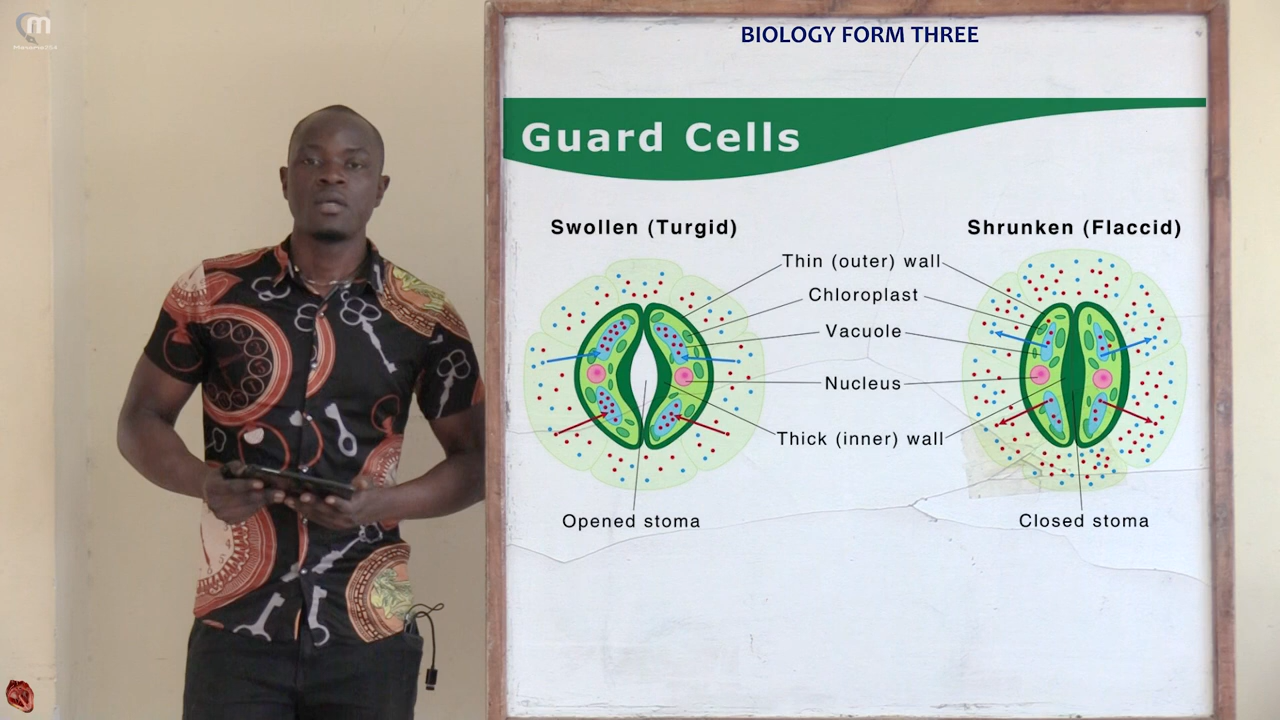 BIOLOGY FORM THREE
Guard Cells
Swollen (Turgid)
Shrunken (Flaccid)
Thin (outer) wall
Chloroplast
Vacuole
Nucleus
Thick (inner) wall
Opened stoma
Closed stoma